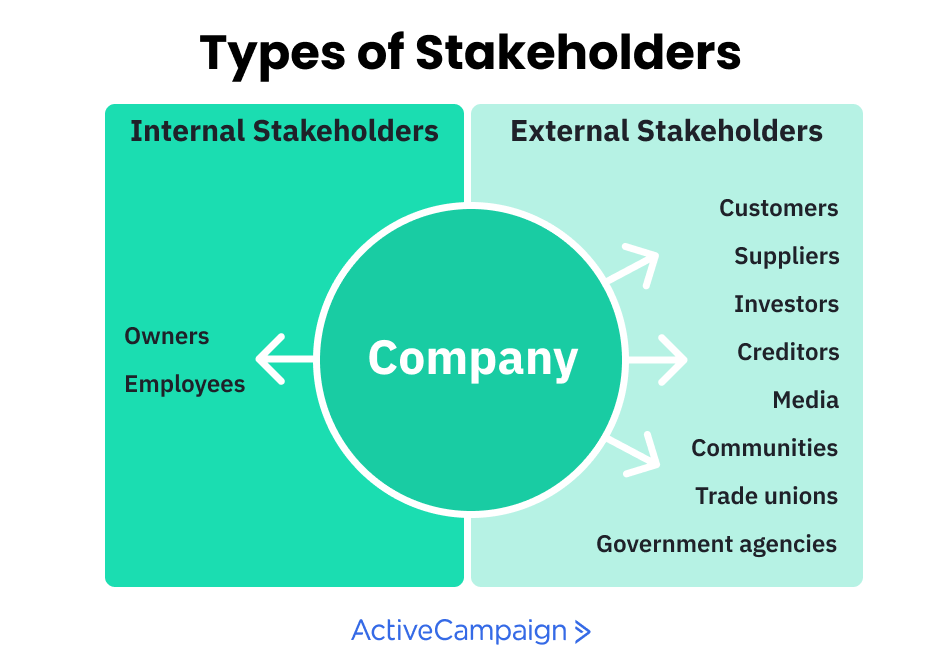 Types of Stakeholders
Internal Stakeholders
Owners
Employees
Company
External Stakeholders
Customers
Suppliers
Investors
Creditors
Media
Communities
Trade unions
Government agencies
ActiveCampaign